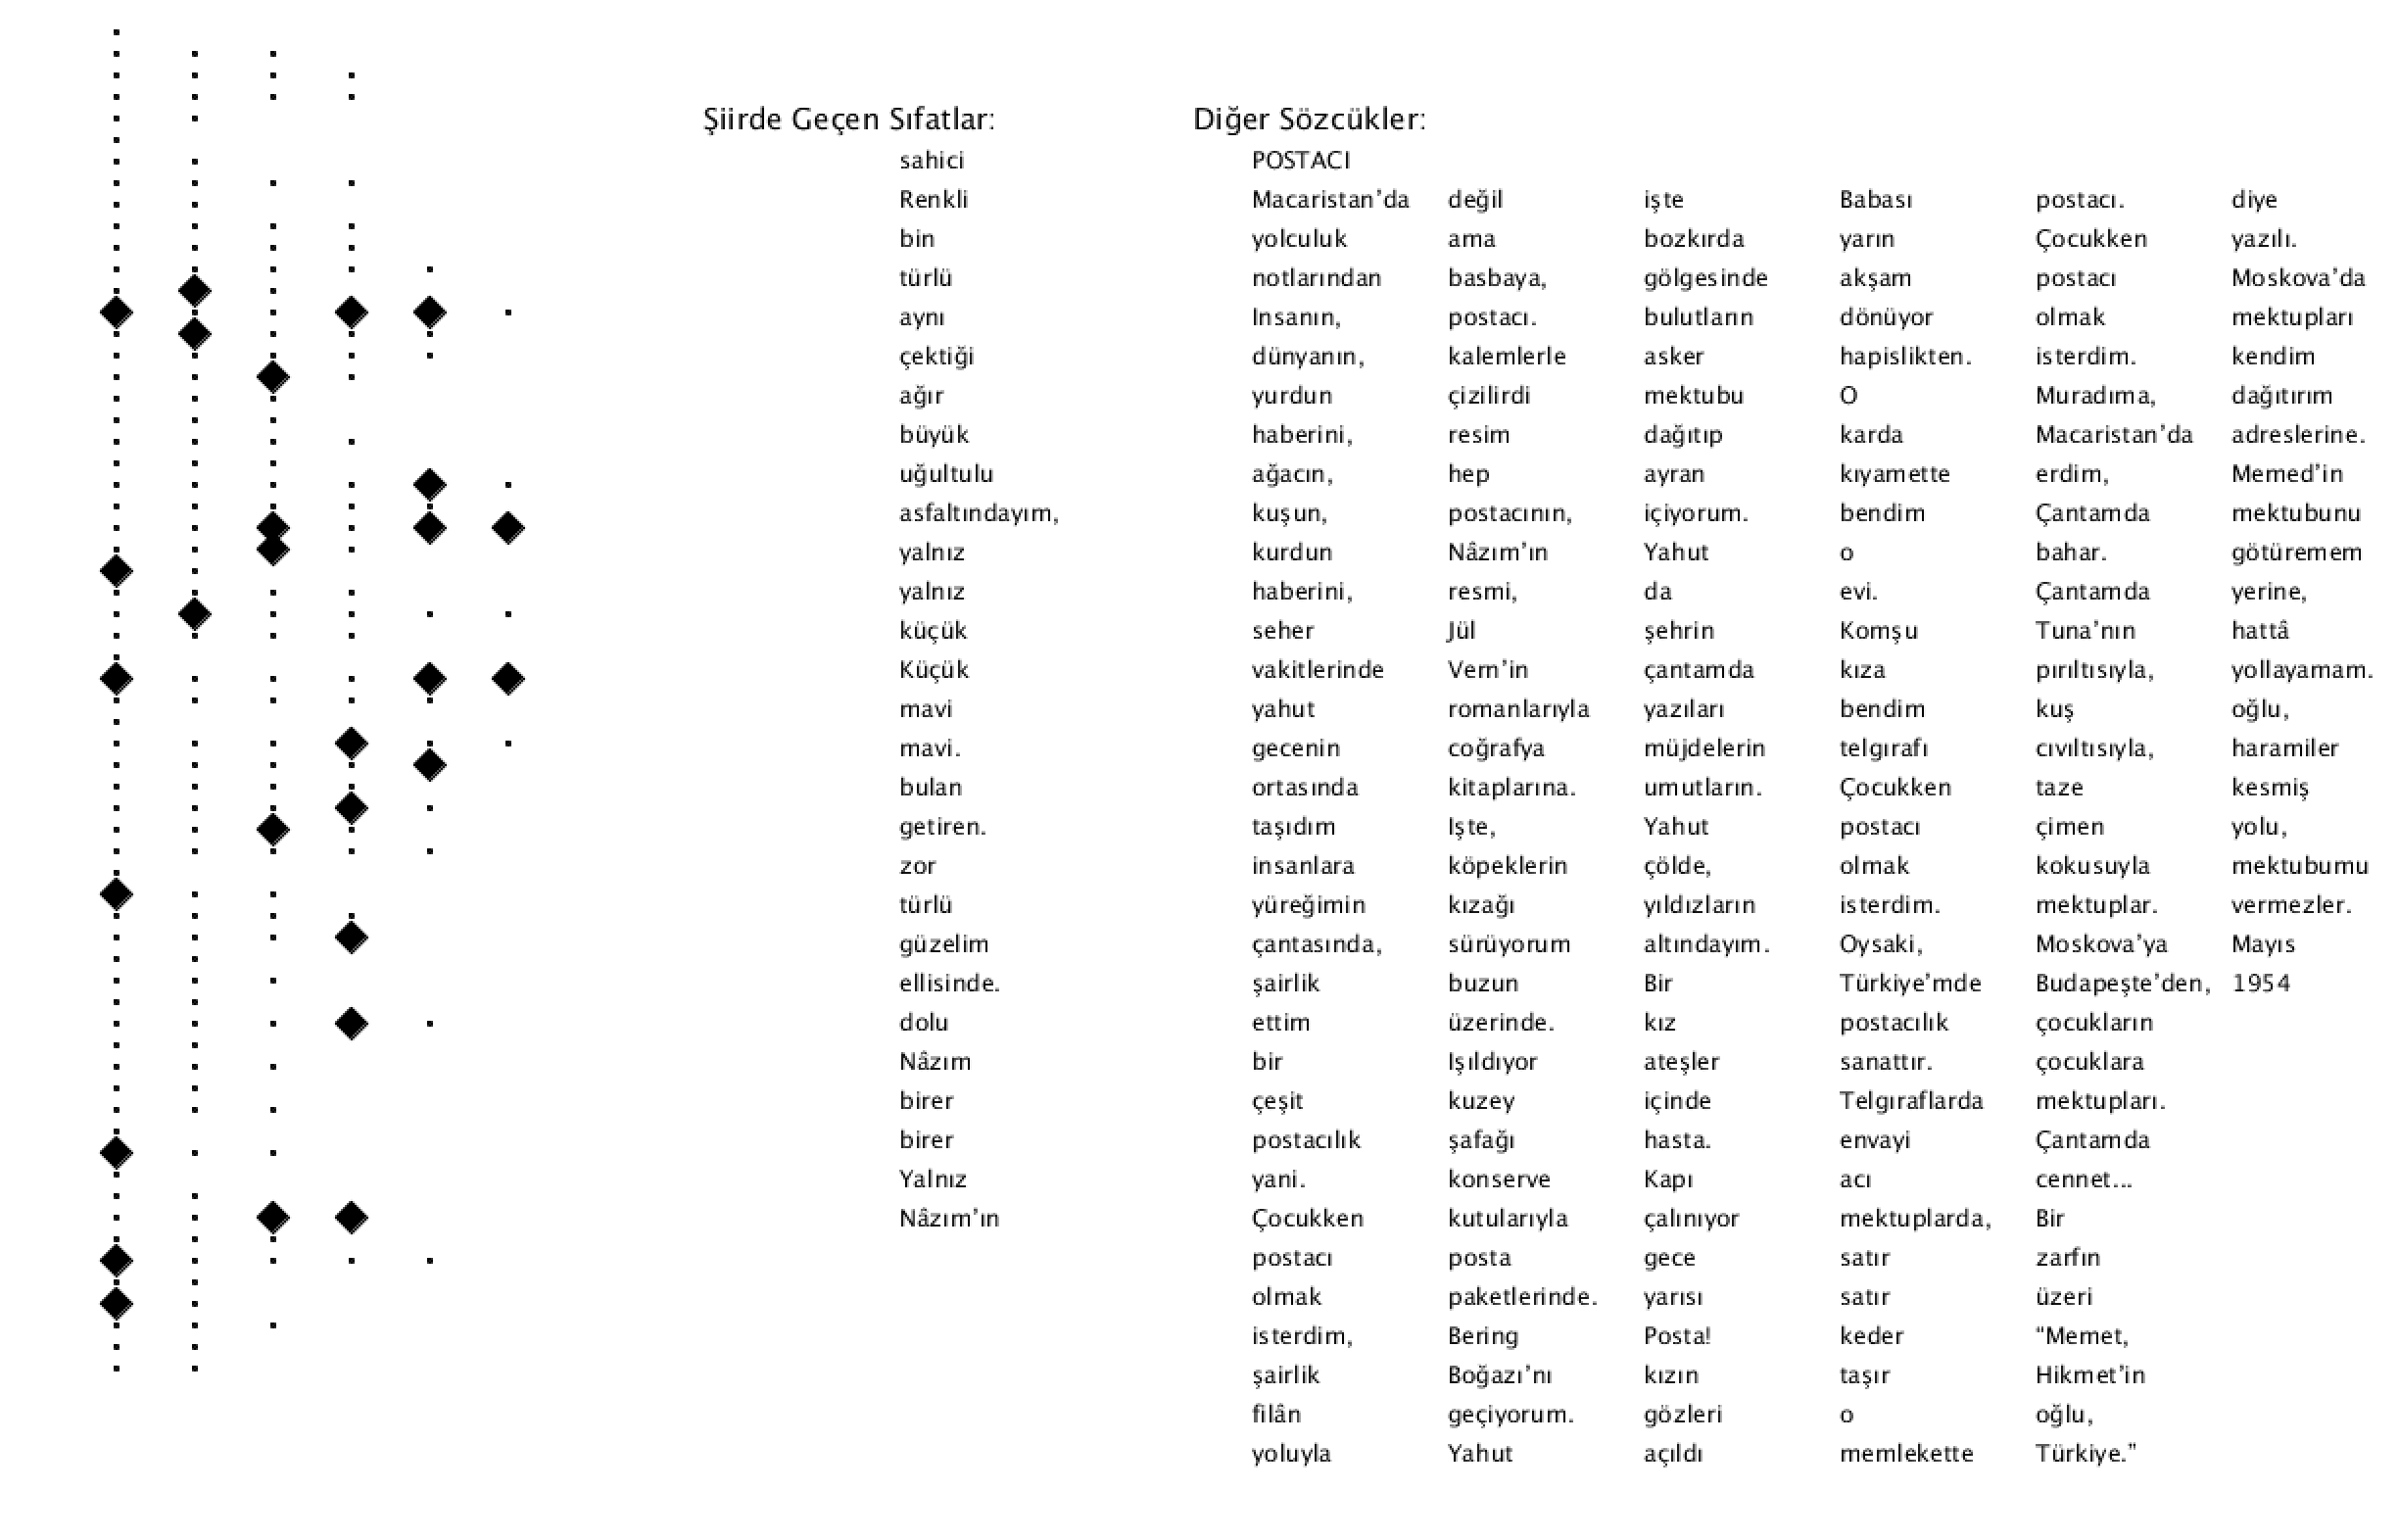 Şiirde Geçen Sıfatlar: Diğer Sözcükler:
sahici POSTACI
Renkli Macaristan’da değil işte Babası postacı. diye
bin yolculuk ama bozkırda yarın Çocukken yazılı.
türlü notlarından basbaya, gölgesinde akşam postacı Moskova’da
aynı Insanın, postacı. bulutların dönüyor olmak mektupları
çektiği dünyanın, kalemlerle asker hapislikten. isterdim. kendim
ağır yurdun çizilirdi mektubu O Muradıma, dağıtırım
büyük haberini, resim dağıtıp karda Macaristan’da adreslerine.
uğultulu ağacın, hep ayran kıyamette erdim, Memed’in
asfaltındayım, kuşun, postacının, içiyorum. bendim Çantamda mektubunu
yalnız kurdun Nâzım’ın Yahut o bahar. götüremem
yalnız haberini, resmi, da evi. Çantamda yerine,
küçük seher Jül şehrin Komşu Tuna’nın hattâ
Küçük vakitlerinde Vern’in çantamda kıza pırıltısıyla, yollayamam.
mavi yahut romanlarıyla yazıları bendim kuş oğlu,
mavi. gecenin coğrafya müjdelerin telgırafı cıvıltısıyla, haramiler
bulan ortasında kitaplarına. umutların. Çocukken taze kesmiş
getiren. taşıdım Işte, Yahut postacı çimen yolu,
zor insanlara köpeklerin çölde, olmak kokusuyla mektubumu
türlü yüreğimin kızağı yıldızların isterdim. mektuplar. vermezler.
güzelim çantasında, sürüyorum altındayım. Oysaki, Moskova’ya Mayıs
ellisinde. şairlik buzun Bir Türkiye’mde Budapeşte’den, 1954
dolu ettim üzerinde. kız postacılık çocukların
Nâzım bir Işıldıyor ateşler sanattır. çocuklara
birer çeşit kuzey içinde Telgıraflarda mektupları.
birer postacılık şafağı hasta. envayi Çantamda
Yalnız yani. konserve Kapı acı cennet...
Nâzım’ın Çocukken kutularıyla çalınıyor mektuplarda, Bir
postacı posta gece satır zarfın
olmak paketlerinde. yarısı satır üzeri
isterdim, Bering Posta! keder “Memet,
şairlik Boğazı’nı kızın taşır Hikmet’in
filân geçiyorum. gözleri o oğlu,
yoluyla Yahut açıldı memlekette Türkiye.”